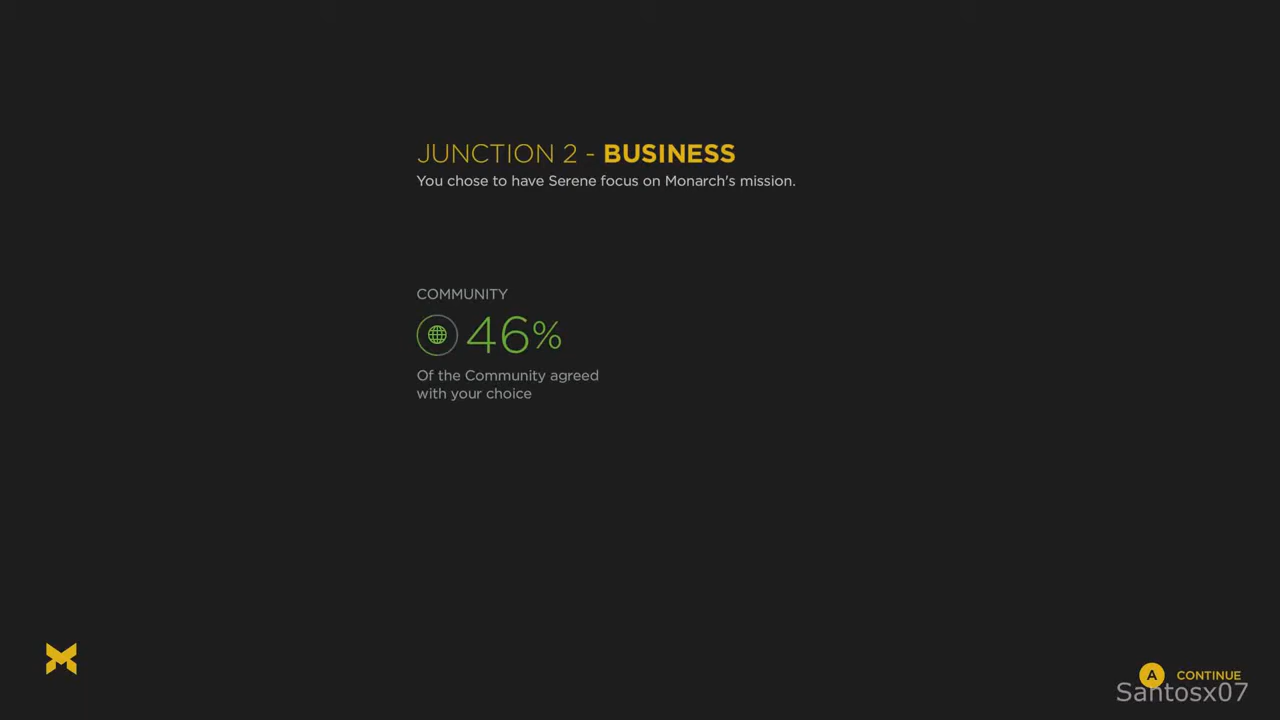 JUNCTION 2 - BUSINESS
You chose to have Serene focus on Monarch's mission.
COMMUNITY
46%
Of the Community agreed
with your choice
A CONTINUE
Santosx07